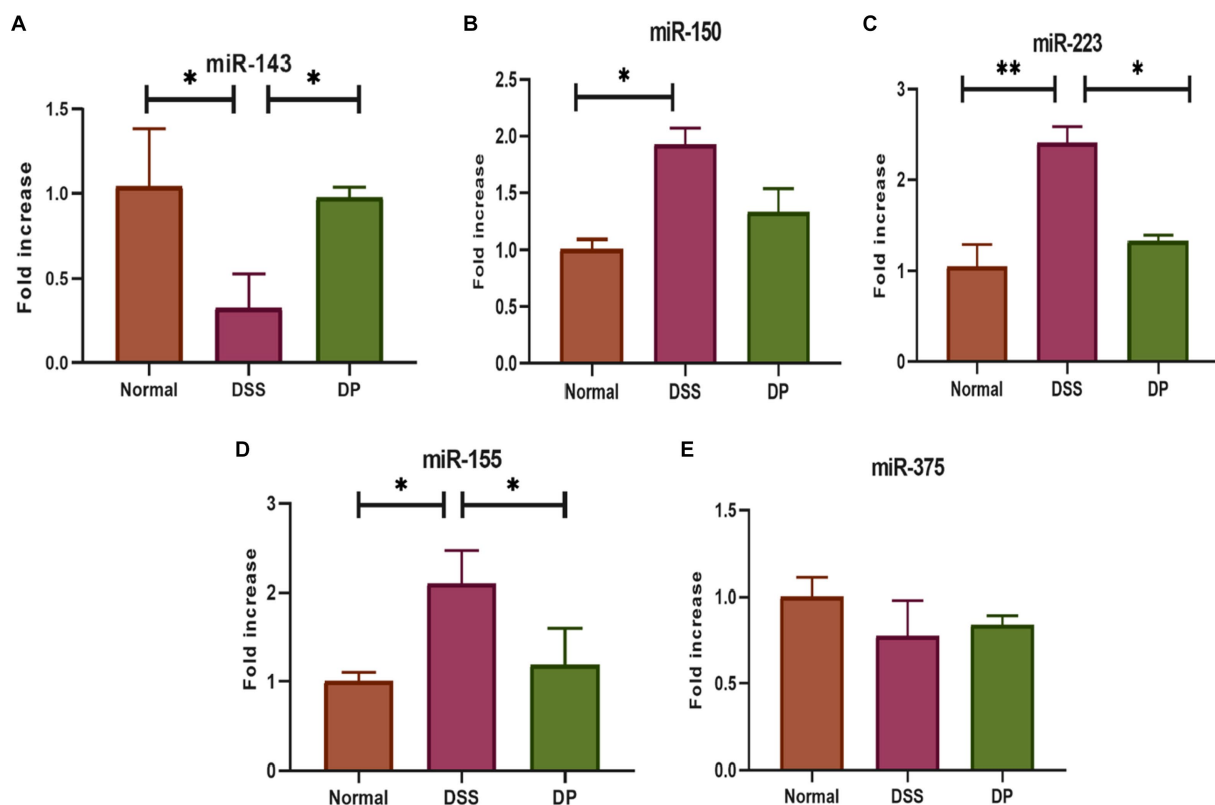 A
miR-143
* *
Fold increase
1.5
1.0
0.5
0.0
Normal DSS DP
B
miR-150
*
Fold increase
2.5
2.0
1.5
1.0
0.5
0.0
Normal DSS DP
C
miR-223
** *
Fold increase
3
2
1
0
Normal DSS DP
D
miR-155
* *
Fold increase
3
2
1
0
Normal DSS DP
E
miR-375
Fold increase
1.5
1.0
0.5
0.0
Normal DSS DP